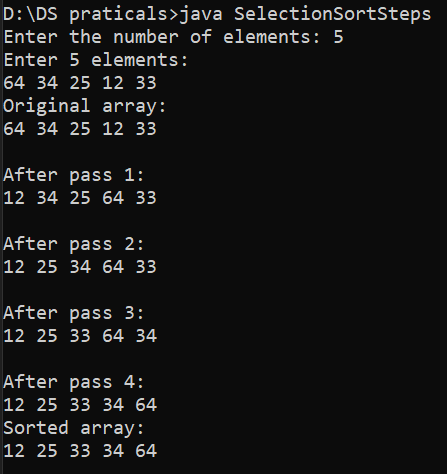 D:\DS praticals>java SelectionSortSteps
Enter the number of elements: 5
Enter 5 elements:
64 34 25 12 33
Original array:
64 34 25 12 33
After pass 1:
12 34 25 64 33
After pass 2:
12 25 34 64 33
After pass 3:
12 25 33 64 34
After pass 4:
12 25 33 34 64
Sorted array:
12 25 33 34 64